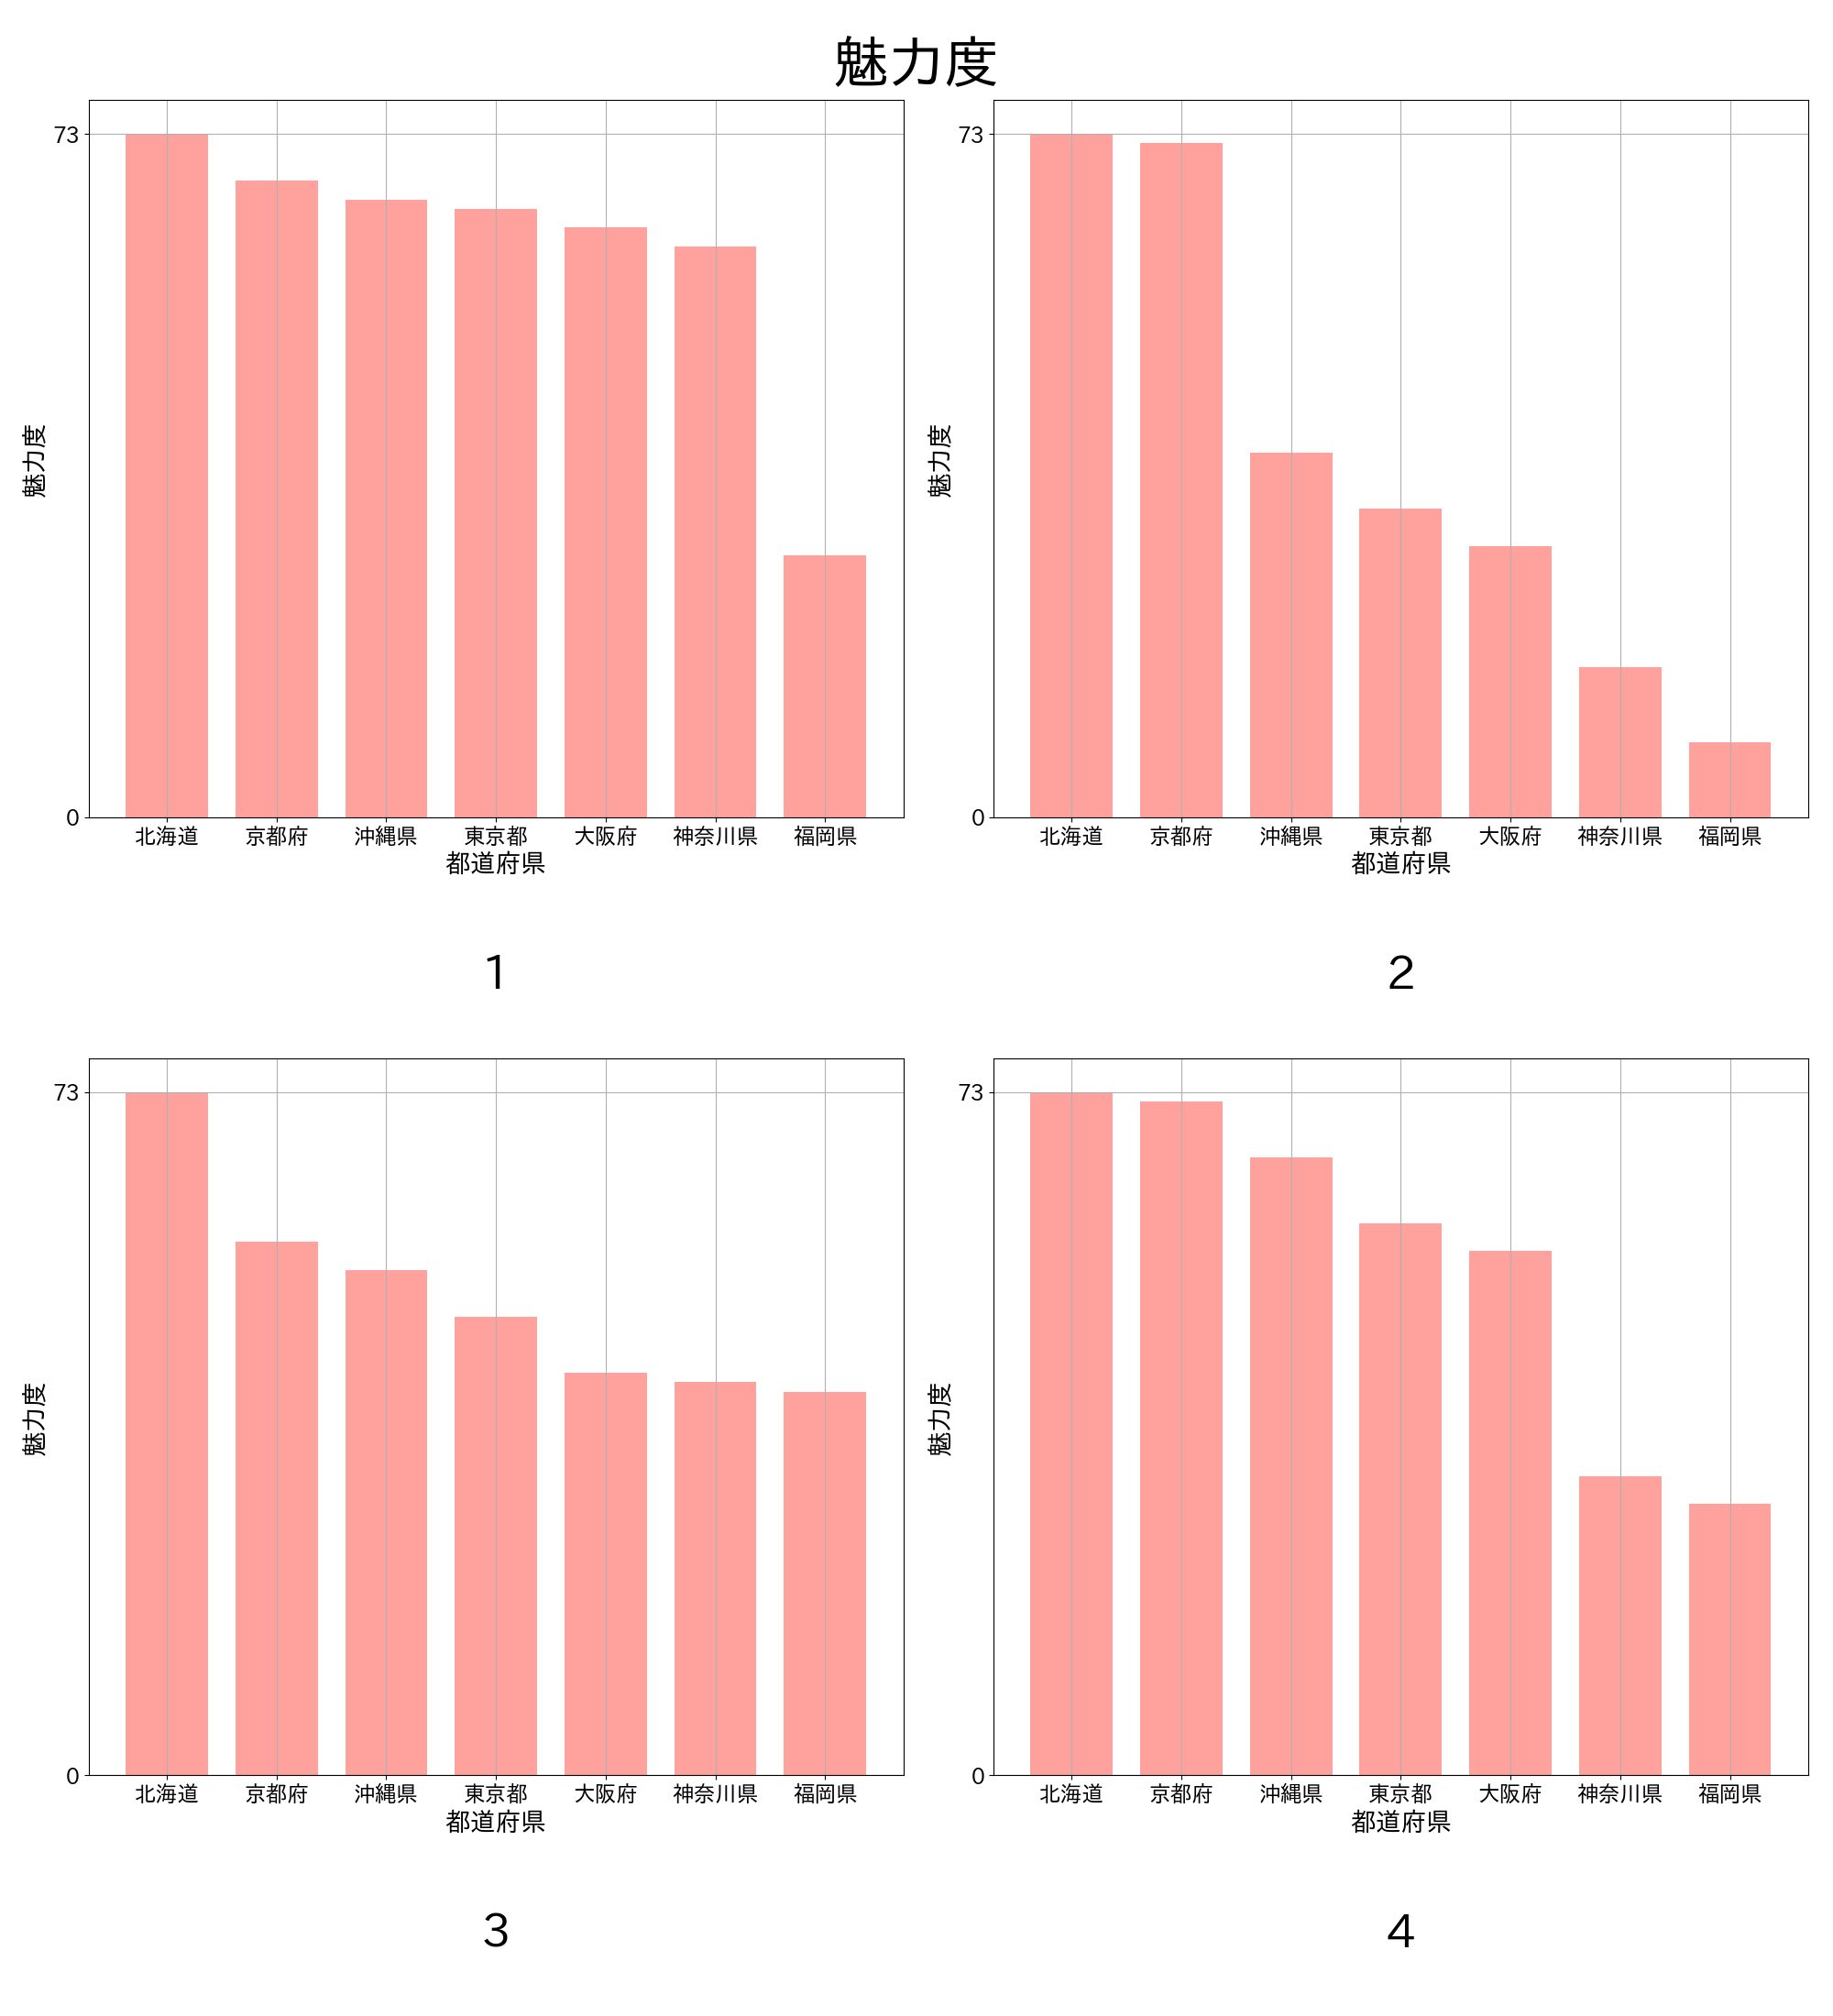 魅力度
73
0
魅力度
北海道 京都府 沖縄県 東京都 大阪府 神奈川県 福岡県
都道府県
1
73
0
魅力度
北海道 京都府 沖縄県 東京都 大阪府 神奈川県 福岡県
都道府県
2
73
0
魅力度
北海道 京都府 沖縄県 東京都 大阪府 神奈川県 福岡県
都道府県
3
73
0
魅力度
北海道 京都府 沖縄県 東京都 大阪府 神奈川県 福岡県
都道府県
4